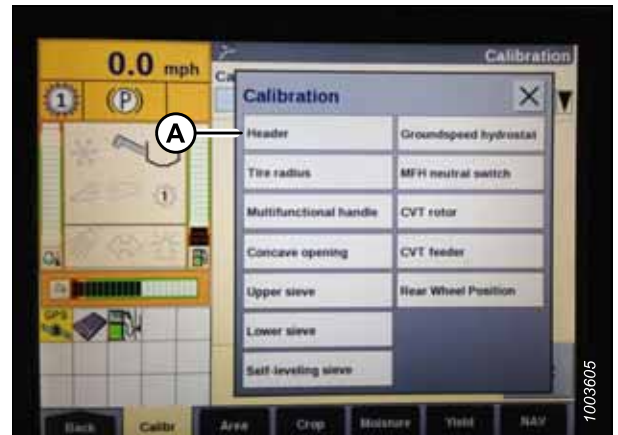 0.0 mph
Calibration
Ca
1
(P)
Calibration
A
Header
Groundspeed hydrostat
Tire radius
MFH neutral switch
1
Multifunctional handle
CVT rotor
Concave opening
CVT feeder
Upper sieve
Rear Wheel Position
GPS
Lower sieve
Self-leveling sieve
Back
Calibr
Area
Crop
Moisture
Yield
NAV
1003605